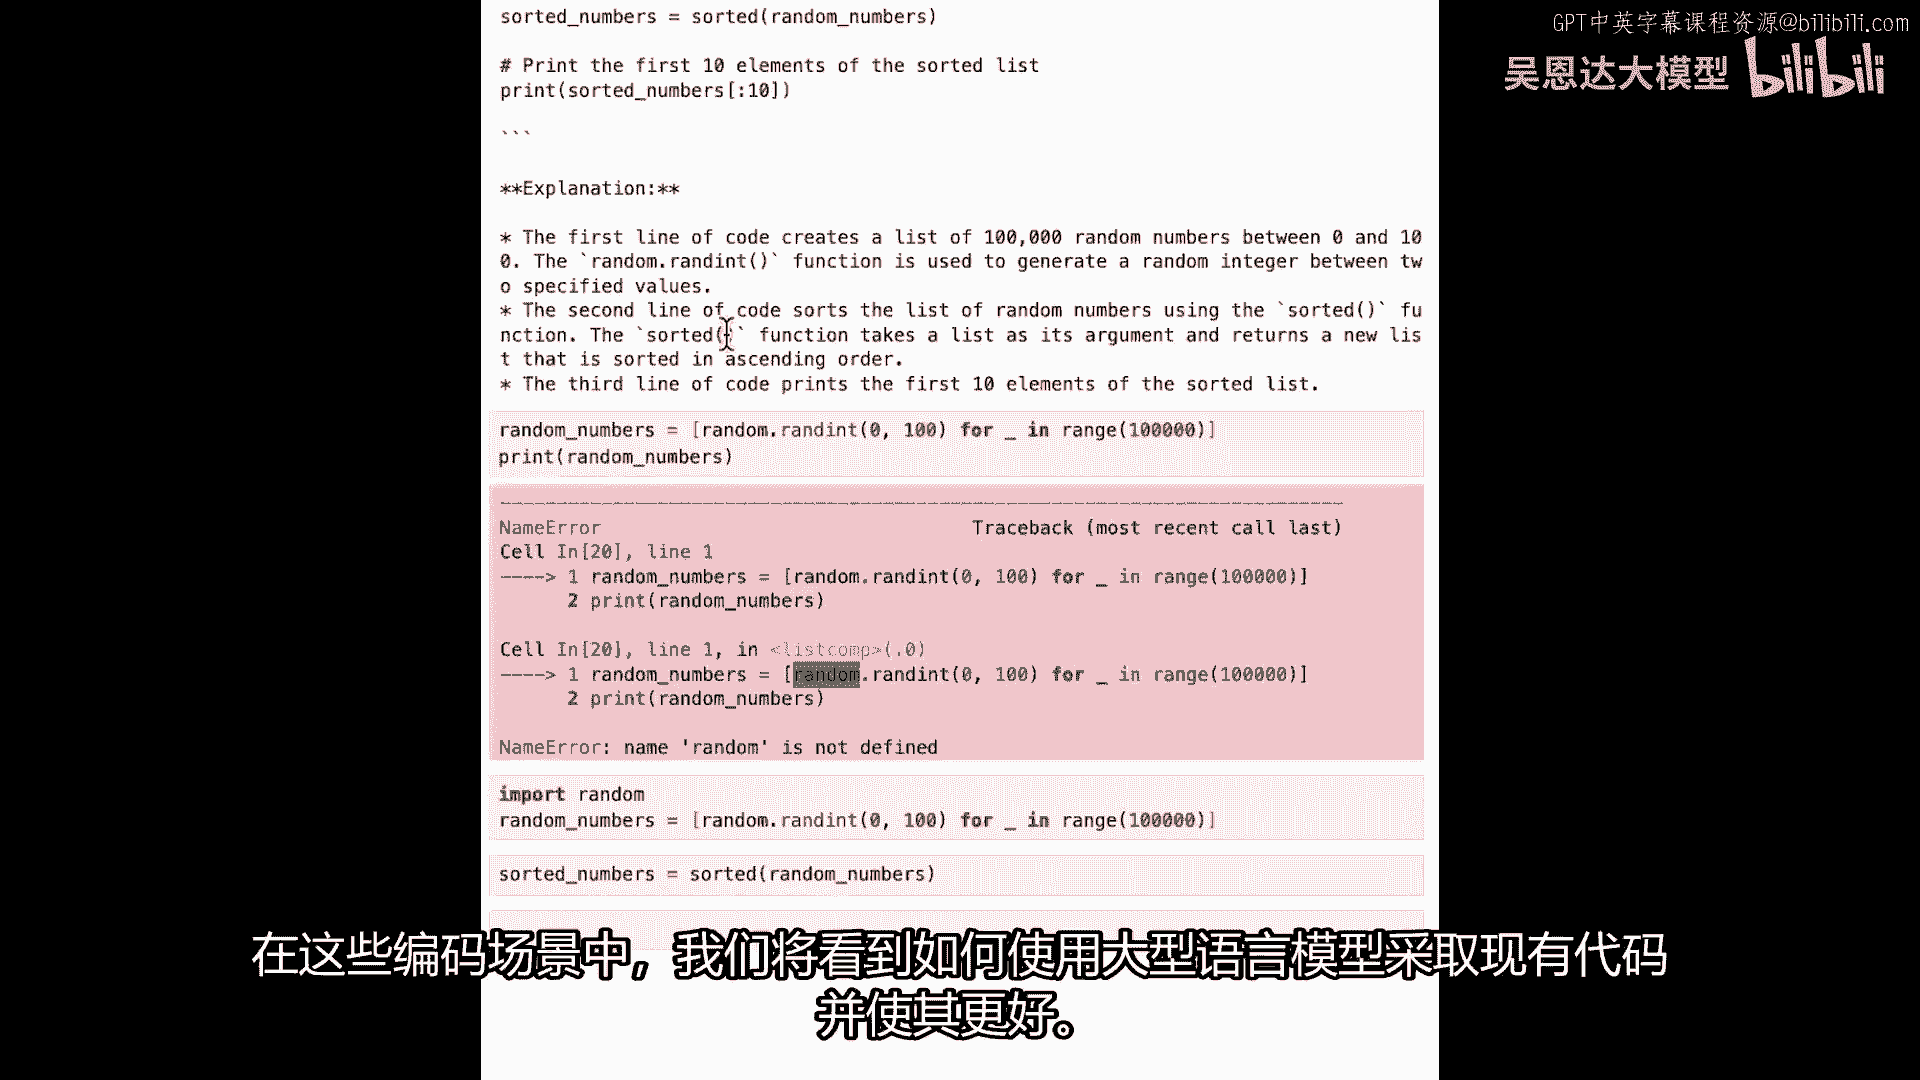 sorted_numbers = sorted(random_numbers)
GPT中英字幕课程资源@bilibili.com
吴恩达大模型 bilibili
# Print the first 10 elements of the sorted list
print(sorted_numbers[:10])
```
**Explanation:**
* The first line of code creates a list of 100,000 random numbers between 0 and 10
0. The `random.randint()` function is used to generate a random integer between tw
o specified values.
* The second line of code sorts the list of random numbers using the `sorted()` fu
nction. The `sorted()` function takes a list as its argument and returns a new lis
t that is sorted in ascending order.
* The third line of code prints the first 10 elements of the sorted list.
random_numbers = [random.randint(0, 100) for _ in range(100000)]
print(random_numbers)
---------------------------------------------------------------------------
NameError Traceback (most recent call last)
Cell In[20], line 1
----> 1 random_numbers = [random.randint(0, 100) for _ in range(100000)]
2 print(random_numbers)
Cell In[20], line 1, in <listcomp>(.0)
----> 1 random_numbers = [random.randint(0, 100) for _ in range(100000)]
2 print(random_numbers)
NameError: name 'random' is not defined
import random
random_numbers = [random.randint(0, 100) for _ in range(100000)]
sorted_numbers = sorted(random_numbers)
在这些编码场景中，我们将看到如何使用大型语言模型采取现有代码
并使其更好。